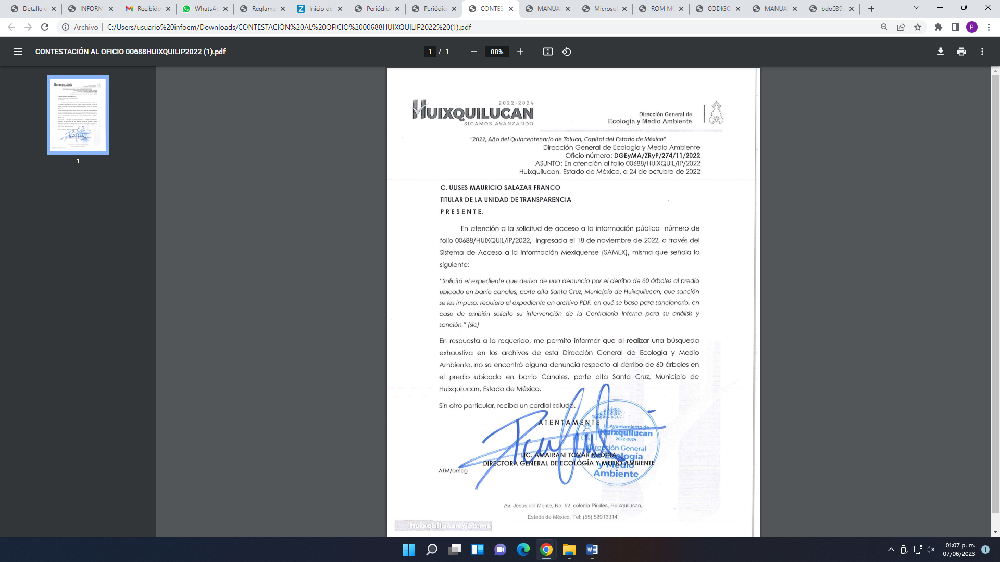 Detalle d
INFORM
Recibido
WhatsAp
Reglame
Inicio de
Periódico
Periódico
CONTES
MANUA
Microso
ROM MO
CODIGO
MANUA
bdo039.
Archivo
C:/Users/usuario%20infoem/Downloads/CONTESTACIÓN%20AL%20OFICIO%2000688HUIXQUILIP2022%20(1).pdf
P
CONTESTACIÓN AL OFICIO 00688HUIXQUILIP2022 (1).pdf
1 / 1
88%
1
2022-2024
HUIXQUILUCAN
SIGAMOS AVANZANDO
Dirección General de
Ecología y Medio Ambiente
"2022, Año del Quincentenario de Toluca, Capital del Estado de México"
Dirección General de Ecología y Medio Ambiente
Oficio número: DGEyMA/ZRyP/274/11/2022
ASUNTO: En atención al folio 00688/HUIXQUIL/IP/2022
Huixquilucan, Estado de México, a 24 de octubre de 2022
C. ULISES MAURICIO SALAZAR FRANCO
TITULAR DE LA UNIDAD DE TRANSPARENCIA
P R E S E N T E.
En atención a la solicitud de acceso a la información pública número de
folio 00688/HUIXQUIL/IP/2022, ingresada el 18 de noviembre de 2022, a través del
Sistema de Acceso a la Información Mexiquense (SAMEX), misma que señala lo
siguiente:
"Solicitó el expediente que derivo de una denuncia por el derribo de 60 árboles al predio
ubicado en barrio canales, parte alta Santa Cruz, Municipio de Huixquilucan, que sanción
se les impuso, requiero el expediente en archivo PDF, en qué se baso para sancionarlo, en
caso de omisión solicito su intervención de la Contraloría Interna para su análisis y
sanción." (sic)
En respuesta a lo requerido, me permito informar que al realizar una búsqueda
exhaustiva en los archivos de esta Dirección General de Ecología y Medio
Ambiente, no se encontró alguna denuncia respecto al derribo de 60 árboles en
el predio ubicado en barrio Canales, parte alta Santa Cruz, Municipio de
Huixquilucan, Estado de México.
Sin otro particular, reciba un cordial saludo.
A T E N T A M E N T E
H. Ayuntamiento de
Huixquilucan
2022-2024
Dirección General
de Ecología
y Medio
Ambiente
LIC. AMAIRANI TOVAR MEDINA
DIRECTORA GENERAL DE ECOLOGÍA Y MEDIO AMBIENTE
ATM/amcg
Av. Jesús del Monte, No. 52, colonia Pirules, Huixquilucan,
Estado de México, Tel: (55) 52913314.
huixquilucan.gob.mx
01:07 p. m.
07/06/2023
1